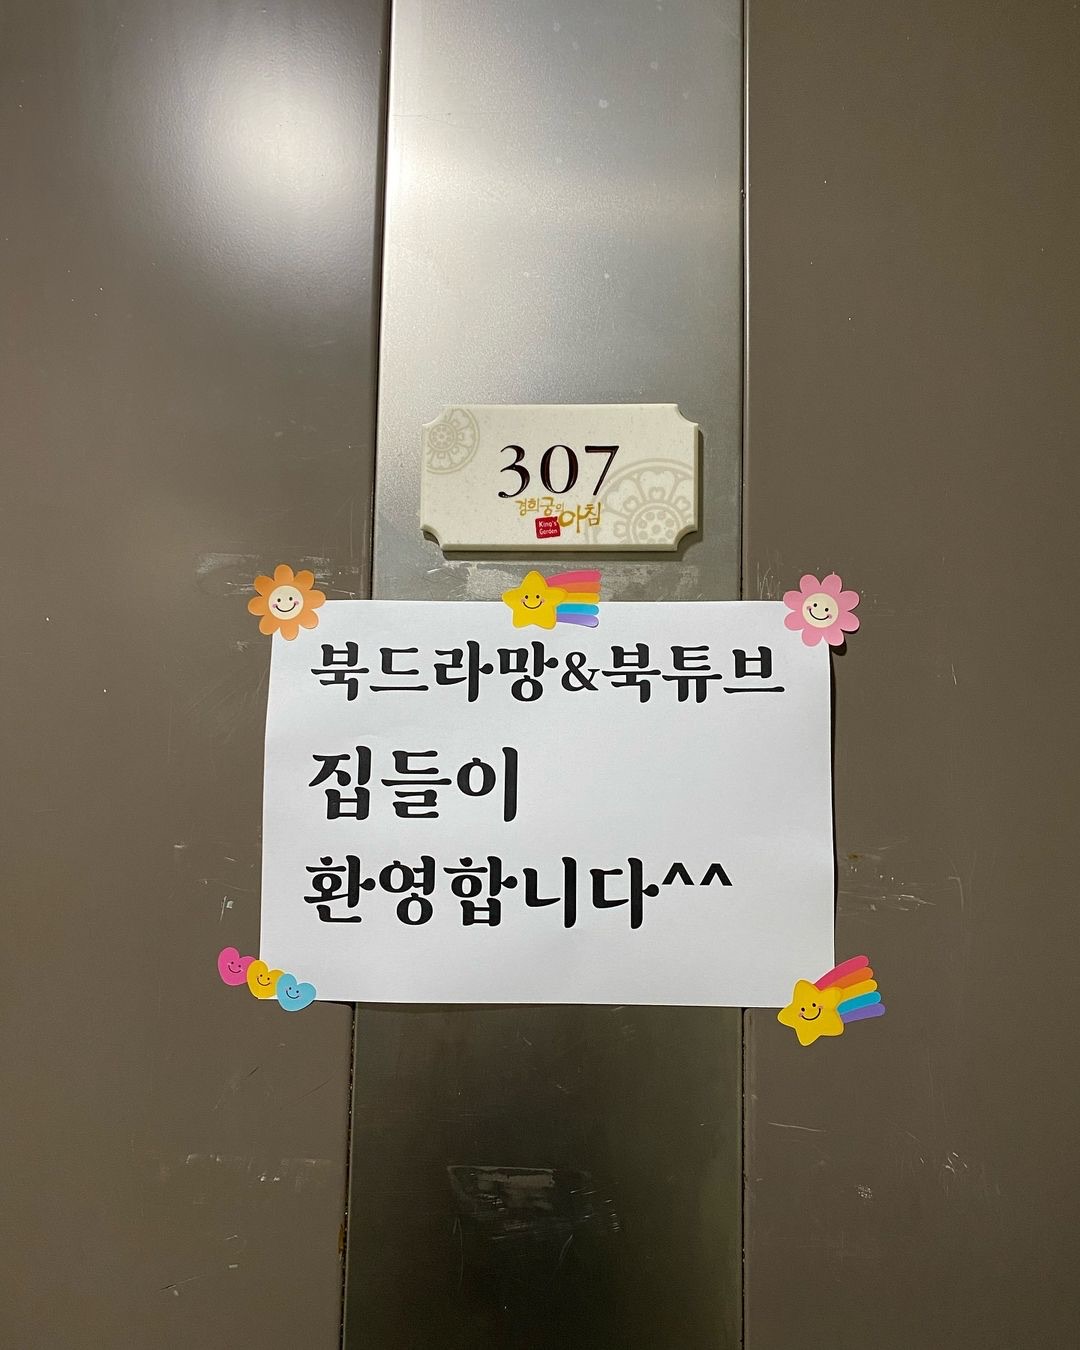 307
경희궁의
아침
King's
Garden
북드라망&북튜브
집들이
환영합니다^^